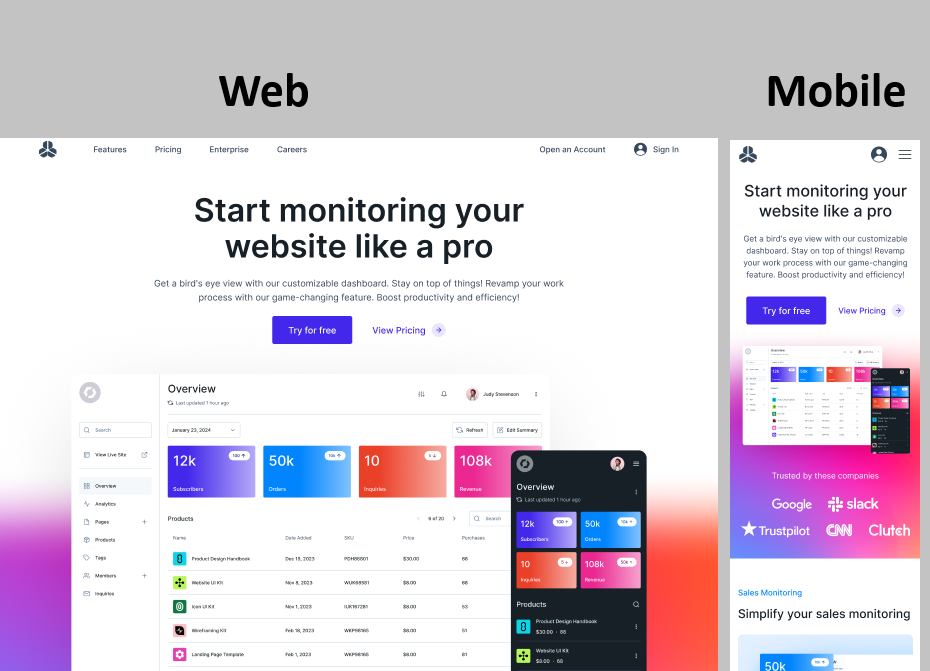 Web
Mobile
Features Pricing Enterprise Careers Open an Account Sign In
Start monitoring your
website like a pro
Get a bird's eye view with our customizable dashboard. Stay on top of things! Revamp your work
process with our game-changing feature. Boost productivity and efficiency!
Try for free View Pricing
Overview
Last updated 1 hour ago
Judy Stevenson
Search
January 23, 2024
Refresh
Edit Summary
View Live Site
Overview
Analytics
Pages
Products
Tags
Members
Inquiries
12k 100
Subscribers
50k 10k
Orders
10 5
Inquiries
108k
Revenue
Products
6 of 20
Search
Name Date Added SKU Price Purchases
Product Design Handbook Dec 15, 2023 PDH86501 $30.00 68
Website UI Kit Nov 8, 2023 WUK68581 $8.00 68
Icon UI Kit Nov 1, 2023 IUK167281 $8.00 53
Wireframing Kit Feb 18, 2023 WKP98165 $8.00 51
Landing Page Template Feb 1, 2023 WKP98165 $8.00 81
Overview
Last updated 1 hour ago
12k 100
Subscribers
50k 10k
Orders
10 5
Inquiries
108k 50k
Revenue
Products
Product Design Handbook
$30.00 · 68
Website UI Kit
$8.00 · 68
Start monitoring your
website like a pro
Get a bird's eye view with our customizable
dashboard. Stay on top of things! Revamp
your work process with our game-changing
feature. Boost productivity and efficiency!
Try for free View Pricing
Overview
12k
50k
10
108k
Trusted by these companies
Google slack
Trustpilot CNN Clutch
Sales Monitoring
Simplify your sales monitoring
50k 10k